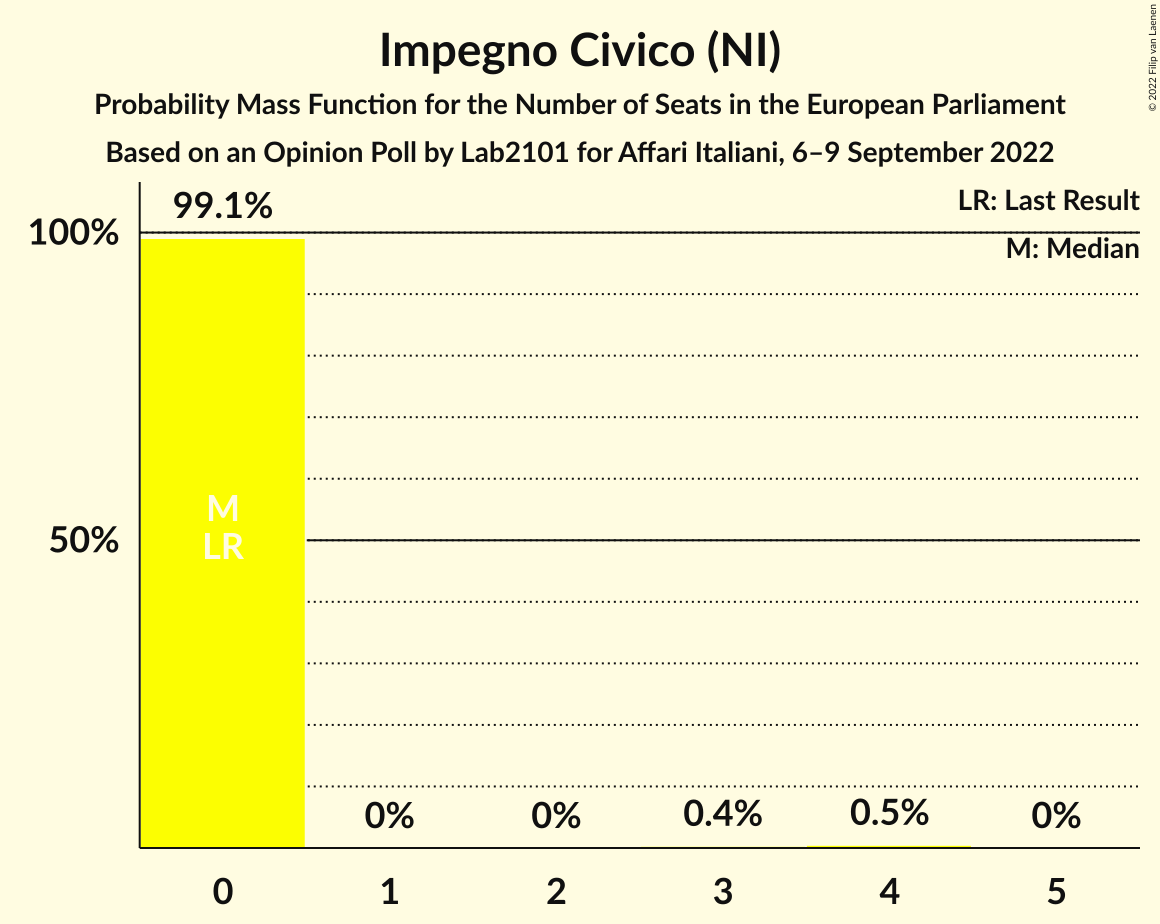 Impegno Civico (NI)
Probability Mass Function for the Number of Seats in the European Parliament
Based on an Opinion Poll by Lab2101 for Affari Italiani, 6–9 September 2022
© 2022 Filip van Laenen
LR: Last Result
M: Median
99.1%
100%
50%
M
LR
0%
0%
0.4%
0.5%
0%
0
1
2
3
4
5